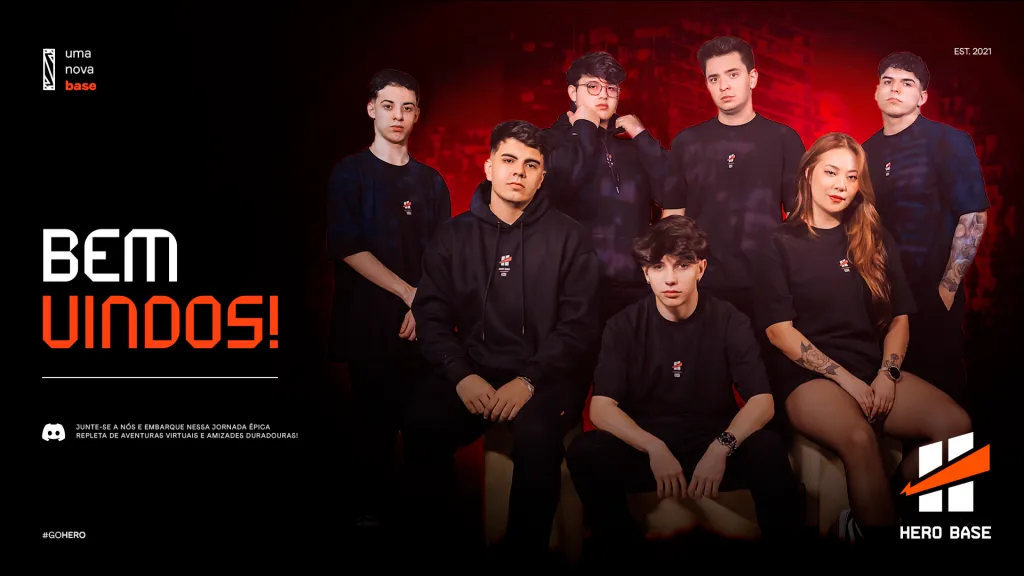 uma
nova
base
EST. 2021
BEM
VINDOS!
JUNTE-SE A NÓS E EMBARQUE NESSA JORNADA ÉPICA
REPLETA DE AVENTURAS VIRTUAIS E AMIZADES DURADOURAS!
#GOHERO
HERO BASE